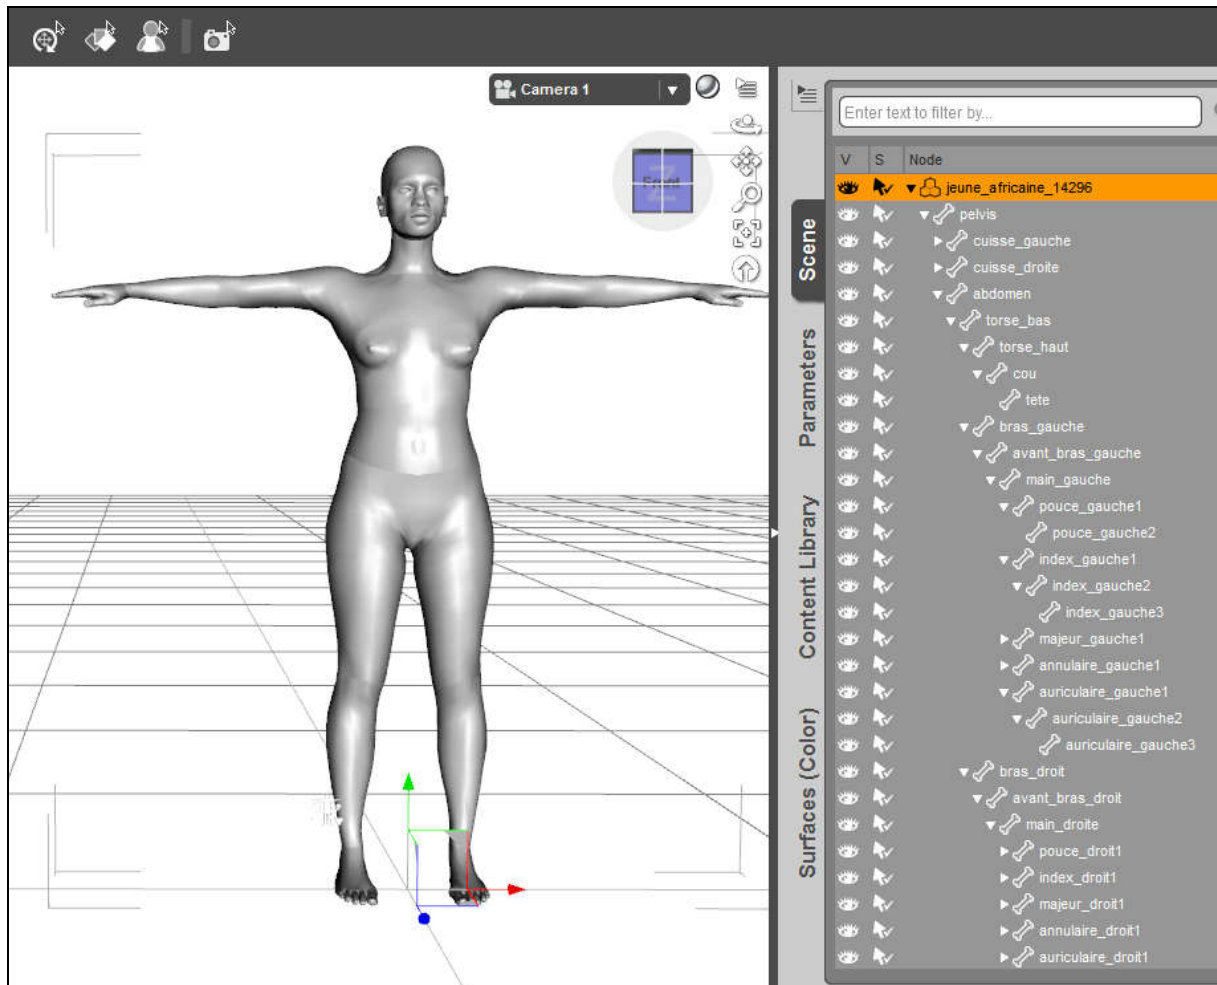 Camera 1
Front
Enter text to filter by...
V S Node
jeune_africaine_14296
pelvis
cuisse_gauche
cuisse_droite
abdomen
torse_bas
torse_haut
cou
tete
bras_gauche
avant_bras_gauche
main_gauche
pouce_gauche1
pouce_gauche2
index_gauche1
index_gauche2
index_gauche3
majeur_gauche1
annulaire_gauche1
auriculaire_gauche1
auriculaire_gauche2
auriculaire_gauche3
bras_droit
avant_bras_droit
main_droite
pouce_droit1
index_droit1
majeur_droit1
annulaire_droit1
auriculaire_droit1
Scene
Parameters
Content Library
Surfaces (Color)